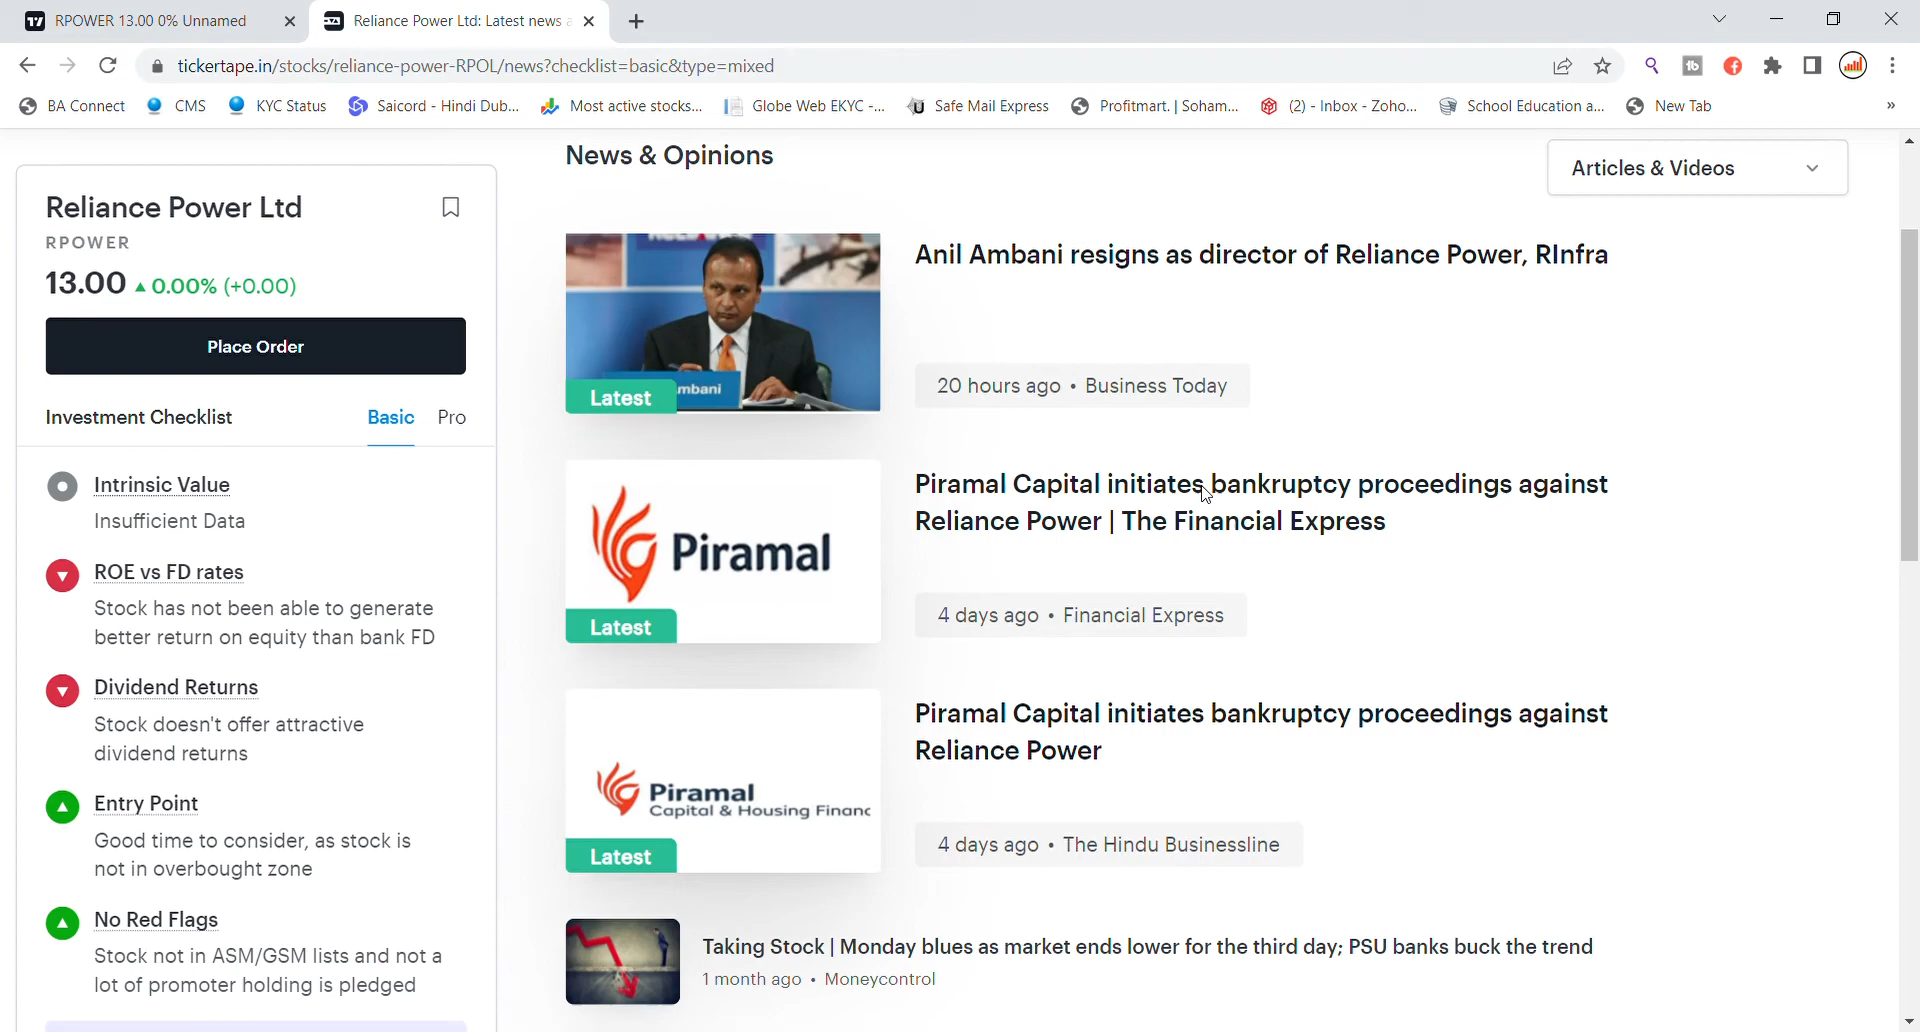 RPOWER 13.00 0% Unnamed
Reliance Power Ltd: Latest news a
tickertape.in/stocks/reliance-power-RPOL/news?checklist=basic&type=mixed
BA Connect
CMS
KYC Status
Saicord - Hindi Dub...
Most active stocks...
Globe Web EKYC -...
Safe Mail Express
Profitmart. | Soham...
(2) - Inbox - Zoho...
School Education a...
New Tab
»
Reliance Power Ltd
RPOWER
13.00 0.00% (+0.00)
Place Order
Investment Checklist Basic Pro
Intrinsic Value
Insufficient Data
ROE vs FD rates
Stock has not been able to generate
better return on equity than bank FD
Dividend Returns
Stock doesn't offer attractive
dividend returns
Entry Point
Good time to consider, as stock is
not in overbought zone
No Red Flags
Stock not in ASM/GSM lists and not a
lot of promoter holding is pledged
News & Opinions
Articles & Videos
mbani
Latest
Anil Ambani resigns as director of Reliance Power, RInfra
20 hours ago • Business Today
Piramal
Latest
Piramal Capital initiates bankruptcy proceedings against
Reliance Power | The Financial Express
4 days ago • Financial Express
Piramal
Capital & Housing Financ
Latest
Piramal Capital initiates bankruptcy proceedings against
Reliance Power
4 days ago • The Hindu Businessline
Taking Stock | Monday blues as market ends lower for the third day; PSU banks buck the trend
1 month ago • Moneycontrol